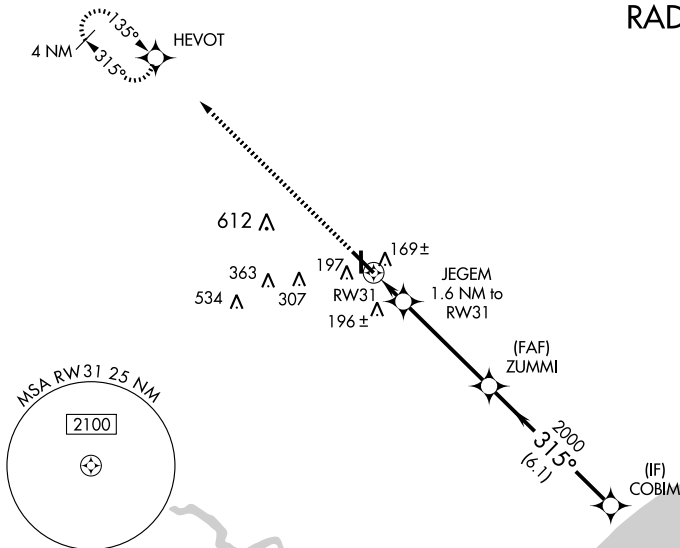 RAD
135°
HEVOT
4 NM
315°
612
169±
197
363
JEGEM
1.6 NM to
RW31
534
307
RW31
196±
(FAF)
ZUMMI
MSA RW31 25 NM
2100
2000
315°
(6.1)
(IF)
COBIM